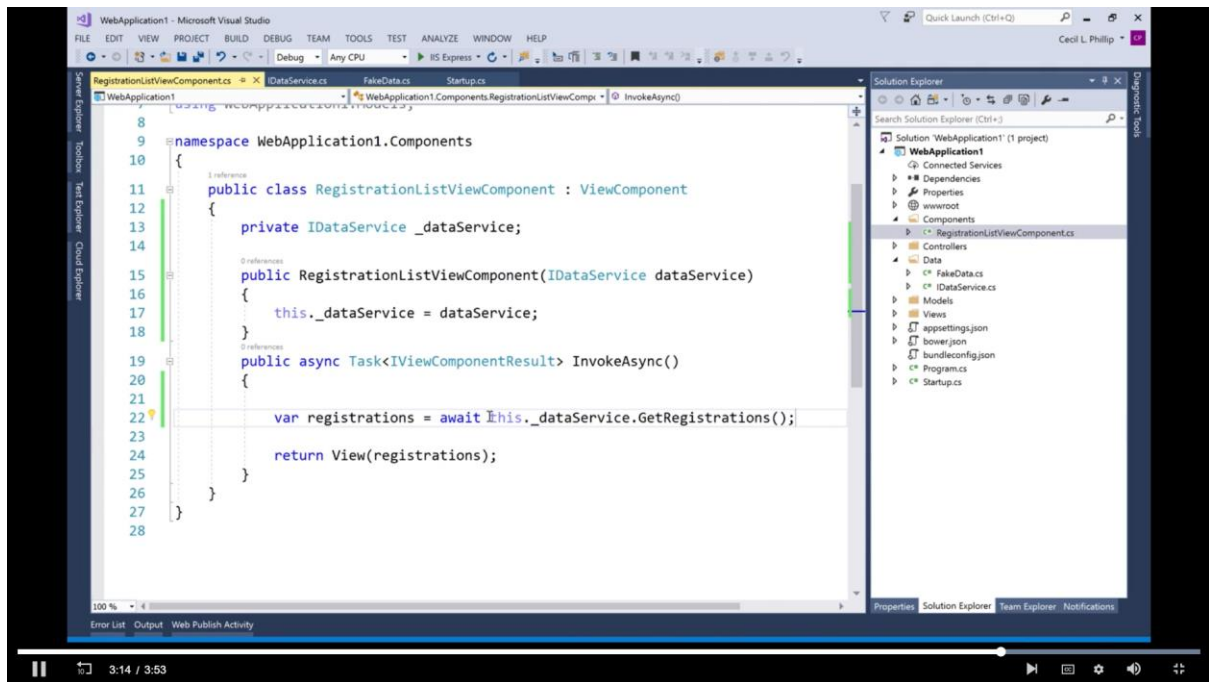 WebApplication1 - Microsoft Visual Studio
Quick Launch (Ctrl+Q)
FILE EDIT VIEW PROJECT BUILD DEBUG TEAM TOOLS TEST ANALYZE WINDOW HELP
Cecil L. Phillip CP
Debug Any CPU IIS Express
Server Explorer
Toolbox
Test Explorer
Cloud Explorer
RegistrationListViewComponent.cs IDataService.cs FakeData.cs Startup.cs
WebApplication1 WebApplication1.Components.RegistrationListViewCompo InvokeAsync()
using WebApplication1.Models;
8
9 namespace WebApplication1.Components
10 {
1 reference
11 public class RegistrationListViewComponent : ViewComponent
12 {
13 private IDataService _dataService;
14
0 references
15 public RegistrationListViewComponent(IDataService dataService)
16 {
17 this._dataService = dataService;
18 }
0 references
19 public async Task<IViewComponentResult> InvokeAsync()
20 {
21
22 var registrations = await this._dataService.GetRegistrations();
23
24 return View(registrations);
25 }
26 }
27 }
28
100 %
Error List Output Web Publish Activity
Solution Explorer
Search Solution Explorer (Ctrl+;)
Solution 'WebApplication1' (1 project)
WebApplication1
Connected Services
Dependencies
Properties
wwwroot
Components
C# RegistrationListViewComponent.cs
Controllers
Data
C# FakeData.cs
C# IDataService.cs
Models
Views
appsettings.json
bower.json
bundleconfig.json
C# Program.cs
C# Startup.cs
Properties Solution Explorer Team Explorer Notifications
Diagnostic Tools
10 3:14 / 3:53
CC